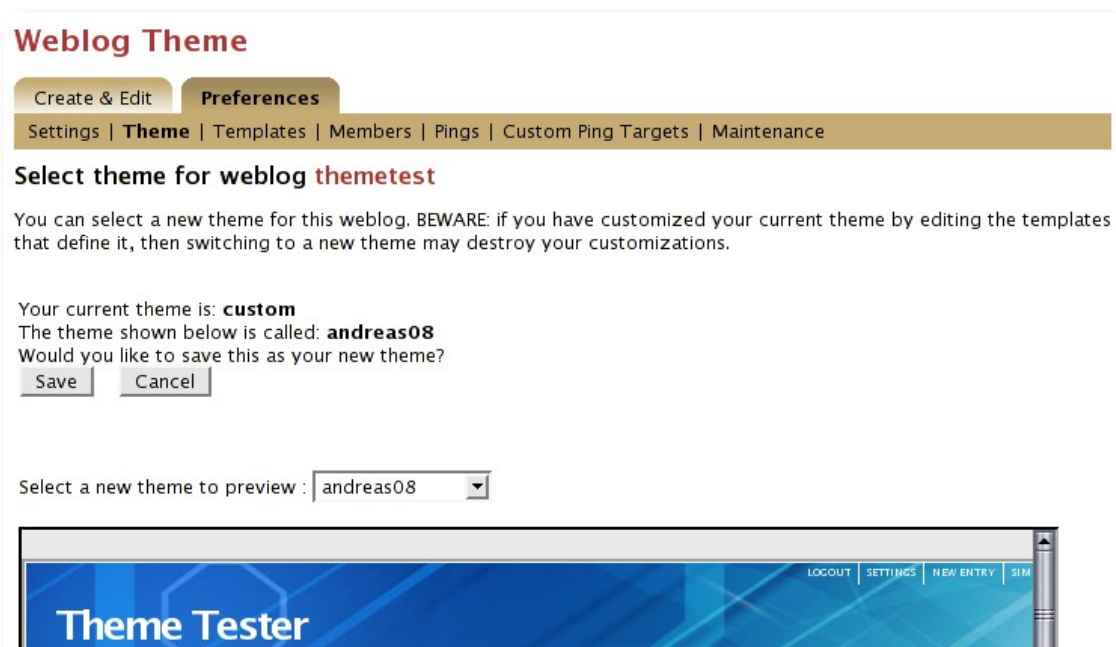 Weblog Theme
Create & Edit Preferences
Settings | Theme | Templates | Members | Pings | Custom Ping Targets | Maintenance
Select theme for weblog themetest
You can select a new theme for this weblog. BEWARE: if you have customized your current theme by editing the templates
that define it, then switching to a new theme may destroy your customizations.
Your current theme is: custom
The theme shown below is called: andreas08
Would you like to save this as your new theme?
Save Cancel
Select a new theme to preview : andreas08
LOGOUT | SETTINGS | NEW ENTRY | SIM
Theme Tester